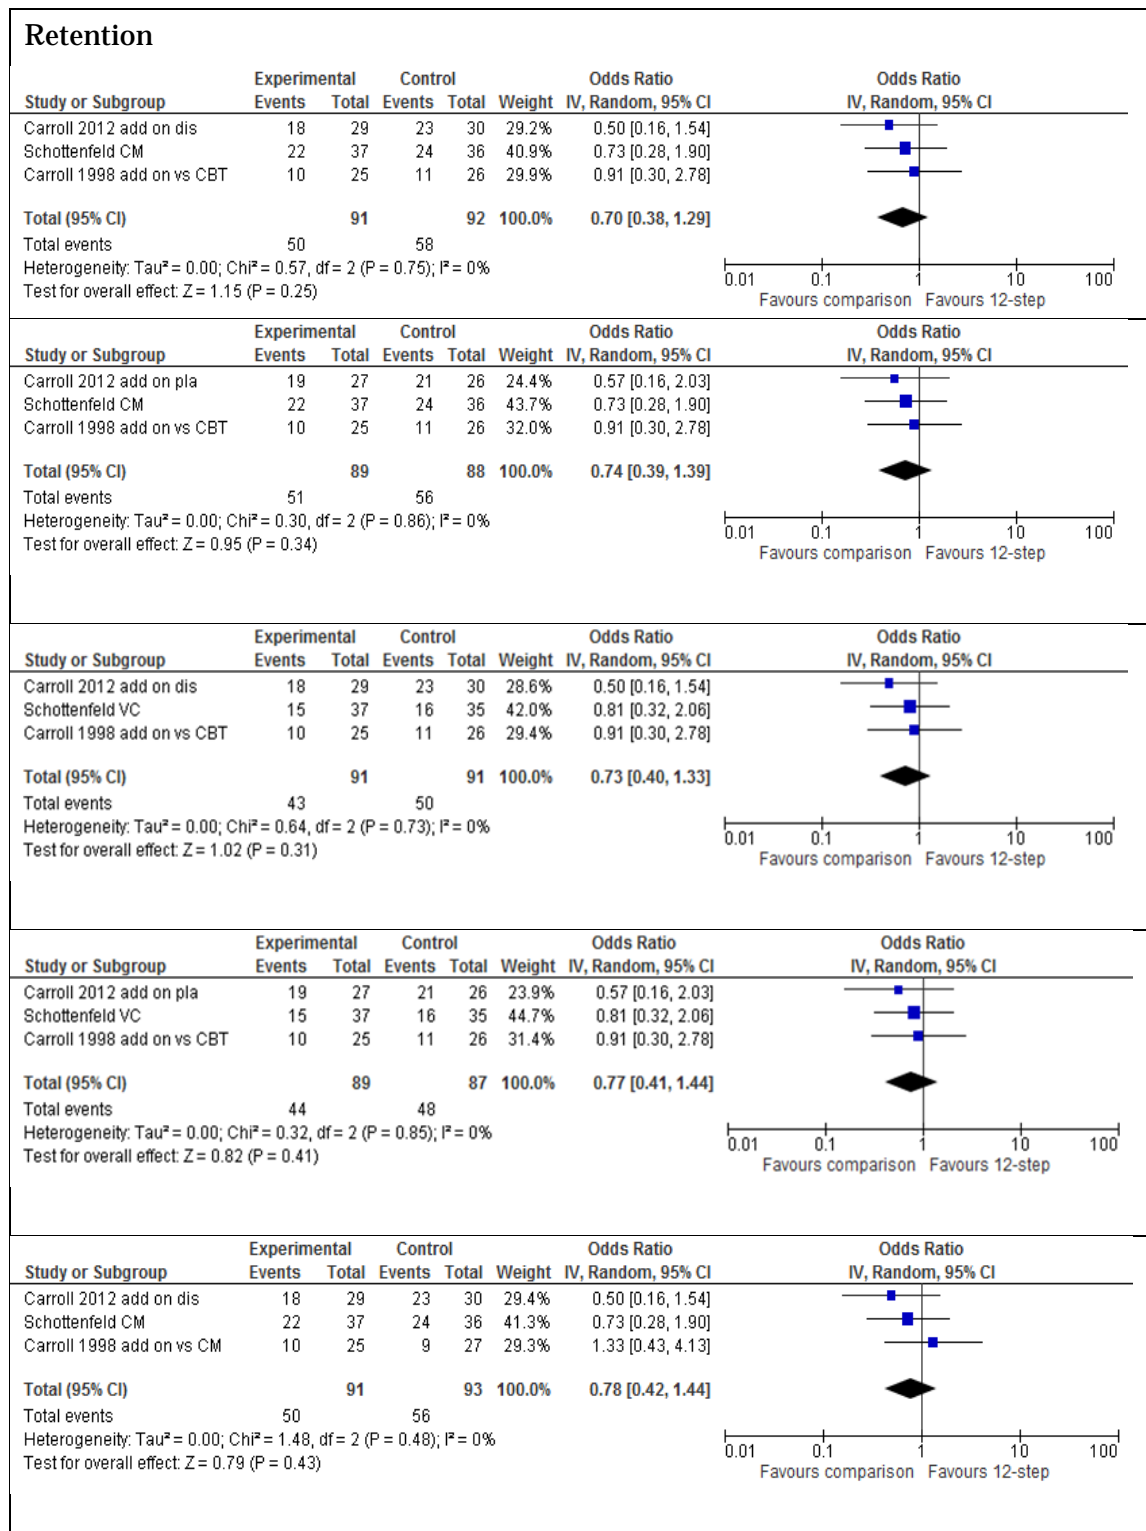 Retention
Experimental Control Odds Ratio Odds Ratio
Study or Subgroup Events Total Events Total Weight IV, Random, 95% CI IV, Random, 95% CI
Carroll 2012 add on dis 18 29 23 30 29.2% 0.50 [0.16, 1.54]
Schottenfeld CM 22 37 24 36 40.9% 0.73 [0.28, 1.90]
Carroll 1998 add on vs CBT 10 25 11 26 29.9% 0.91 [0.30, 2.78]
Total (95% CI) 91 92 100.0% 0.70 [0.38, 1.29]
Total events 50 58
Heterogeneity: Tau² = 0.00; Chi² = 0.57, df = 2 (P = 0.75); I² = 0%
Test for overall effect: Z = 1.15 (P = 0.25)
0.01 0.1 1 10 100
Favours comparison Favours 12-step
Experimental Control Odds Ratio Odds Ratio
Study or Subgroup Events Total Events Total Weight IV, Random, 95% CI IV, Random, 95% CI
Carroll 2012 add on pla 19 27 21 26 24.4% 0.57 [0.16, 2.03]
Schottenfeld CM 22 37 24 36 43.7% 0.73 [0.28, 1.90]
Carroll 1998 add on vs CBT 10 25 11 26 32.0% 0.91 [0.30, 2.78]
Total (95% CI) 89 88 100.0% 0.74 [0.39, 1.39]
Total events 51 56
Heterogeneity: Tau² = 0.00; Chi² = 0.30, df = 2 (P = 0.86); I² = 0%
Test for overall effect: Z = 0.95 (P = 0.34)
0.01 0.1 1 10 100
Favours comparison Favours 12-step
Experimental Control Odds Ratio Odds Ratio
Study or Subgroup Events Total Events Total Weight IV, Random, 95% CI IV, Random, 95% CI
Carroll 2012 add on dis 18 29 23 30 28.6% 0.50 [0.16, 1.54]
Schottenfeld VC 15 37 16 35 42.0% 0.81 [0.32, 2.06]
Carroll 1998 add on vs CBT 10 25 11 26 29.4% 0.91 [0.30, 2.78]
Total (95% CI) 91 91 100.0% 0.73 [0.40, 1.33]
Total events 43 50
Heterogeneity: Tau² = 0.00; Chi² = 0.64, df = 2 (P = 0.73); I² = 0%
Test for overall effect: Z = 1.02 (P = 0.31)
0.01 0.1 1 10 100
Favours comparison Favours 12-step
Experimental Control Odds Ratio Odds Ratio
Study or Subgroup Events Total Events Total Weight IV, Random, 95% CI IV, Random, 95% CI
Carroll 2012 add on pla 19 27 21 26 23.9% 0.57 [0.16, 2.03]
Schottenfeld VC 15 37 16 35 44.7% 0.81 [0.32, 2.06]
Carroll 1998 add on vs CBT 10 25 11 26 31.4% 0.91 [0.30, 2.78]
Total (95% CI) 89 87 100.0% 0.77 [0.41, 1.44]
Total events 44 48
Heterogeneity: Tau² = 0.00; Chi² = 0.32, df = 2 (P = 0.85); I² = 0%
Test for overall effect: Z = 0.82 (P = 0.41)
0.01 0.1 1 10 100
Favours comparison Favours 12-step
Experimental Control Odds Ratio Odds Ratio
Study or Subgroup Events Total Events Total Weight IV, Random, 95% CI IV, Random, 95% CI
Carroll 2012 add on dis 18 29 23 30 29.4% 0.50 [0.16, 1.54]
Schottenfeld CM 22 37 24 36 41.3% 0.73 [0.28, 1.90]
Carroll 1998 add on vs CM 10 25 9 27 29.3% 1.33 [0.43, 4.13]
Total (95% CI) 91 93 100.0% 0.78 [0.42, 1.44]
Total events 50 56
Heterogeneity: Tau² = 0.00; Chi² = 1.48, df = 2 (P = 0.48); I² = 0%
Test for overall effect: Z = 0.79 (P = 0.43)
0.01 0.1 1 10 100
Favours comparison Favours 12-step